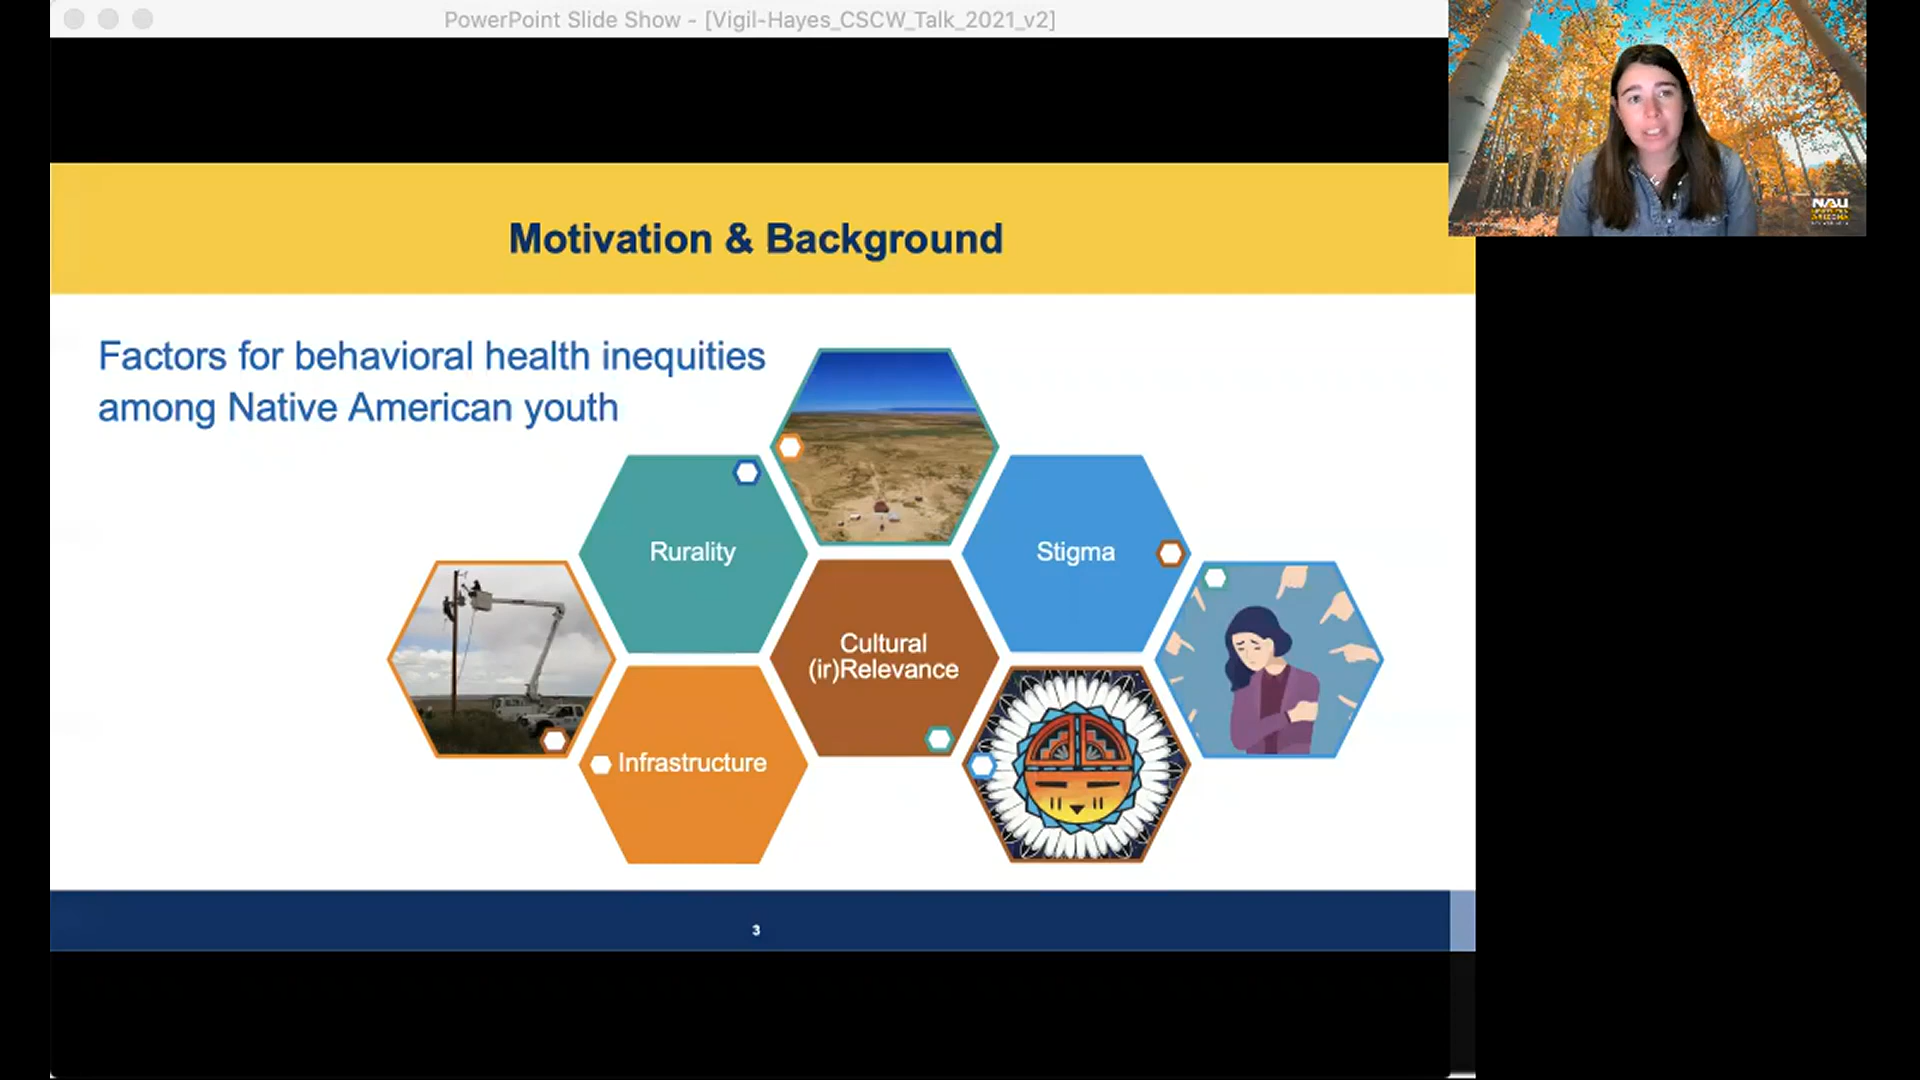 PowerPoint Slide Show - [Vigil-Hayes_CSCW_Talk_2021_v2]
NAU
Motivation & Background
Factors for behavioral health inequities
among Native American youth
Rurality
Stigma
Cultural
(ir)Relevance
Infrastructure
3